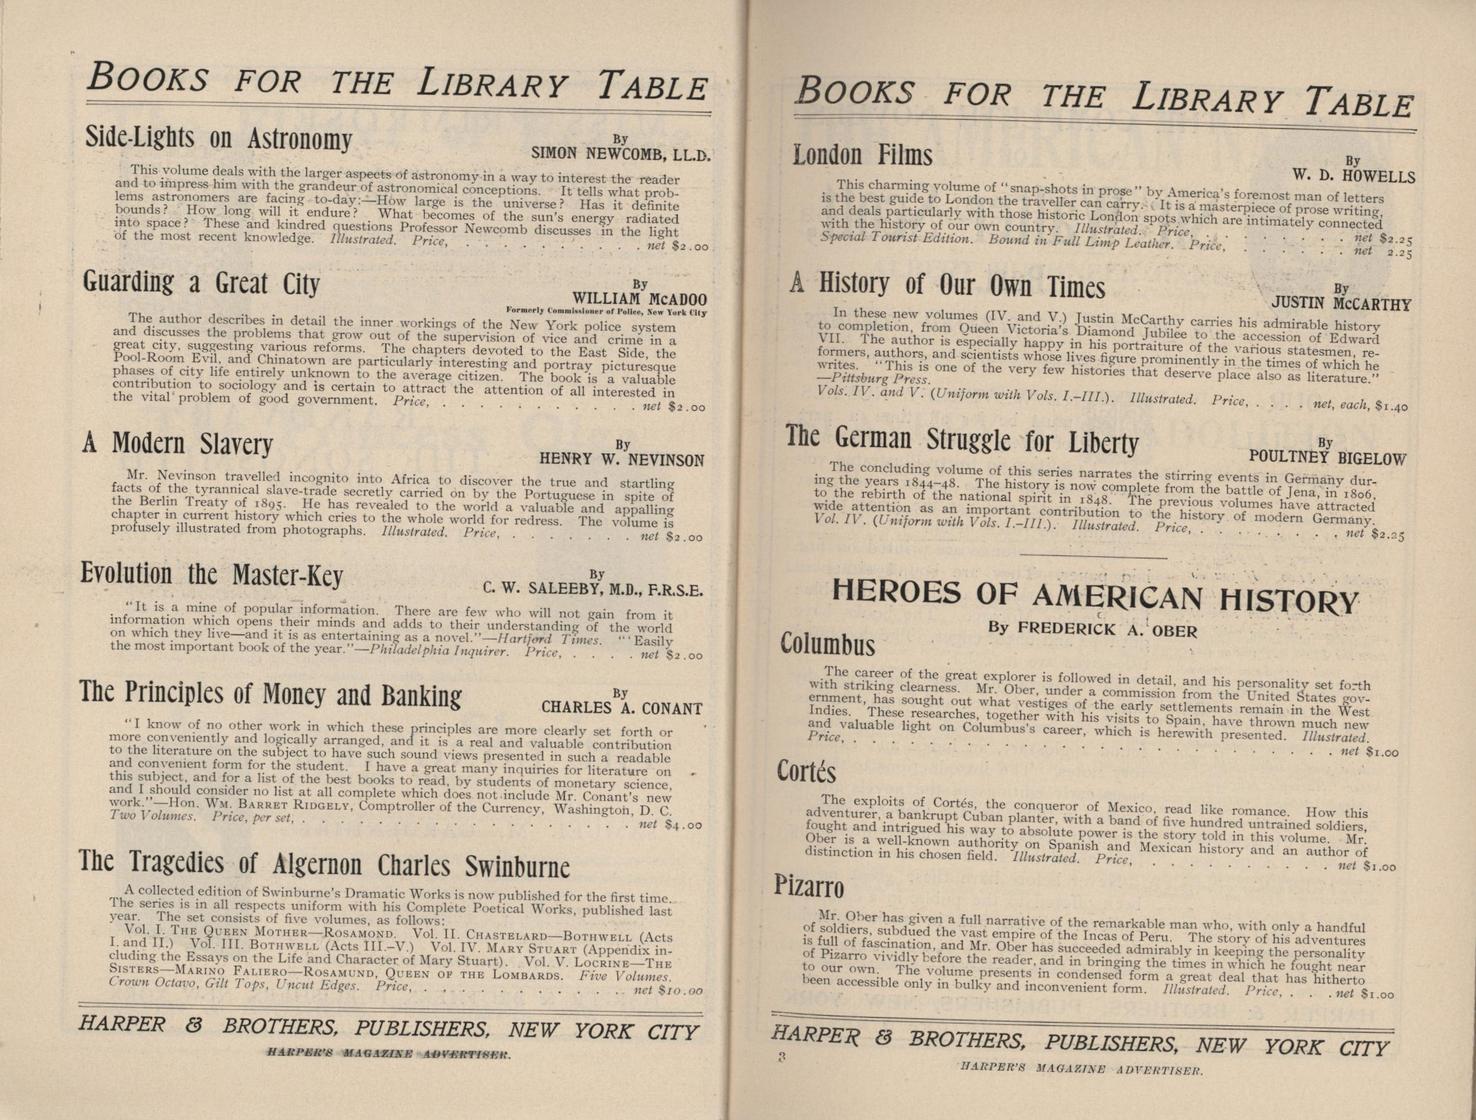 BOOKS FOR THE LIBRARY TABLE
Side-Lights on Astronomy
By
SIMON NEWCOMB, LL.D.
This volume deals with the larger aspects of astronomy in a way to interest the reader
and to impress him with the grandeur of astronomical conceptions. It tells what prob-
lems astronomers are facing to-day:—How large is the universe? Has it definite
bounds? How long will it endure? What becomes of the sun's energy radiated
into space? These and kindred questions Professor Newcomb discusses in the light
of the most recent knowledge. Illustrated. Price, . . . . . . . . . . net $2.00
Guarding a Great City
By
WILLIAM McADOO
Formerly Commissioner of Police, New York City
The author describes in detail the inner workings of the New York police system
and discusses the problems that grow out of the supervision of vice and crime in a
great city, suggesting various reforms. The chapters devoted to the East Side, the
Pool-Room Evil, and Chinatown are particularly interesting and portray picturesque
phases of city life entirely unknown to the average citizen. The book is a valuable
contribution to sociology and is certain to attract the attention of all interested in
the vital problem of good government. Price, . . . . . . . . . . . net $2.00
A Modern Slavery
By
HENRY W. NEVINSON
Mr. Nevinson travelled incognito into Africa to discover the true and startling
facts of the tyrannical slave-trade secretly carried on by the Portuguese in spite of
the Berlin Treaty of 1895. He has revealed to the world a valuable and appalling
chapter in current history which cries to the whole world for redress. The volume is
profusely illustrated from photographs. Illustrated. Price, . . . . . . . net $2.00
Evolution the Master-Key
By
C. W. SALEEBY, M.D., F.R.S.E.
"It is a mine of popular information. There are few who will not gain from it
information which opens their minds and adds to their understanding of the world
on which they live—and it is as entertaining as a novel."—Hartford Times. "'Easily
the most important book of the year."—Philadelphia Inquirer. Price, . . . . net $2.00
The Principles of Money and Banking
By
CHARLES A. CONANT
"I know of no other work in which these principles are more clearly set forth or
more conveniently and logically arranged, and it is a real and valuable contribution
to the literature on the subject to have such sound views presented in such a readable
and convenient form for the student. I have a great many inquiries for literature on
this subject, and for a list of the best books to read, by students of monetary science,
and I should consider no list at all complete which does not include Mr. Conant's new
work."—Hon. WM. BARRET RIDGELY, Comptroller of the Currency, Washington, D. C.
Two Volumes. Price, per set, . . . . . . . . . . . . . . . . . net $4.00
The Tragedies of Algernon Charles Swinburne
A collected edition of Swinburne's Dramatic Works is now published for the first time.
The series is in all respects uniform with his Complete Poetical Works, published last
year. The set consists of five volumes, as follows:
Vol. I. THE QUEEN MOTHER—ROSAMOND. Vol. II. CHASTELARD—BOTHWELL (Acts
I. and II.) Vol. III. BOTHWELL (Acts III.-V.) Vol. IV. MARY STUART (Appendix in-
cluding the Essays on the Life and Character of Mary Stuart). Vol. V. LOCRINE—THE
SISTERS—MARINO FALIERO—ROSAMUND, QUEEN OF THE LOMBARDS. Five Volumes.
Crown Octavo, Gilt Tops, Uncut Edges. Price, . . . . . . . . . . . net $10.00
HARPER & BROTHERS, PUBLISHERS, NEW YORK CITY
HARPER'S MAGAZINE ADVERTISER.
BOOKS FOR THE LIBRARY TABLE
London Films
By
W. D. HOWELLS
This charming volume of "snap-shots in prose" by America's foremost man of letters
is the best guide to London the traveller can carry. It is a masterpiece of prose writing,
and deals particularly with those historic London spots which are intimately connected
with the history of our own country. Illustrated. Price, . . . . . . . . net $2.25
Special Tourist Edition. Bound in Full Limp Leather. Price, . . . . . . net 2.25
A History of Our Own Times
By
JUSTIN McCARTHY
In these new volumes (IV. and V.) Justin McCarthy carries his admirable history
to completion, from Queen Victoria's Diamond Jubilee to the accession of Edward
VII. The author is especially happy in his portraiture of the various statesmen, re-
formers, authors, and scientists whose lives figure prominently in the times of which he
writes. "This is one of the very few histories that deserve place also as literature."
—Pittsburg Press.
Vols. IV. and V. (Uniform with Vols. I.-III.). Illustrated. Price, . . . . net, each, $1.40
The German Struggle for Liberty
By
POULTNEY BIGELOW
The concluding volume of this series narrates the stirring events in Germany dur-
ing the years 1844-48. The history is now complete from the battle of Jena, in 1806,
to the rebirth of the national spirit in 1848. The previous volumes have attracted
wide attention as an important contribution to the history of modern Germany.
Vol. IV. (Uniform with Vols. I.-III.). Illustrated. Price, . . . . . . . . net $2.25
HEROES OF AMERICAN HISTORY
By FREDERICK A. OBER
Columbus
The career of the great explorer is followed in detail, and his personality set forth
with striking clearness. Mr. Ober, under a commission from the United States gov-
ernment, has sought out what vestiges of the early settlements remain in the West
Indies. These researches, together with his visits to Spain, have thrown much new
and valuable light on Columbus's career, which is herewith presented. Illustrated.
Price, . . . . . . . . . . . . . . . . . . . . . . net $1.00
Cortés
The exploits of Cortés, the conqueror of Mexico, read like romance. How this
adventurer, a bankrupt Cuban planter, with a band of five hundred untrained soldiers,
fought and intrigued his way to absolute power is the story told in this volume. Mr.
Ober is a well-known authority on Spanish and Mexican history and an author of
distinction in his chosen field. Illustrated. Price, . . . . . . . . . net $1.00
Pizarro
Mr. Ober has given a full narrative of the remarkable man who, with only a handful
of soldiers, subdued the vast empire of the Incas of Peru. The story of his adventures
is full of fascination, and Mr. Ober has succeeded admirably in keeping the personality
of Pizarro vividly before the reader, and in bringing the times in which he fought near
to our own. The volume presents in condensed form a great deal that has hitherto
been accessible only in bulky and inconvenient form. Illustrated. Price, . . . net $1.00
HARPER & BROTHERS, PUBLISHERS, NEW YORK CITY
3
HARPER'S MAGAZINE ADVERTISER.